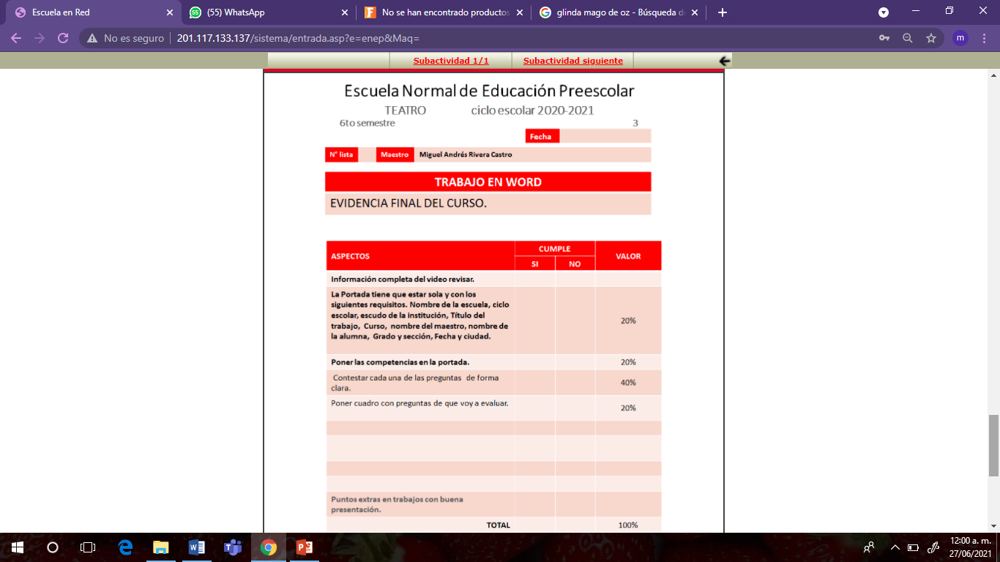 Escuela en Red
(55) WhatsApp
No se han encontrado productos
glinda mago de oz - Búsqueda d
No es seguro
201.117.133.137/sistema/entrada.asp?e=enep&Maq=
m
Subactividad 1/1
Subactividad siguiente
Escuela Normal de Educación Preescolar
TEATRO ciclo escolar 2020-2021
6to semestre 3
Fecha
N° lista Maestro Miguel Andrés Rivera Castro
TRABAJO EN WORD
EVIDENCIA FINAL DEL CURSO.
ASPECTOS CUMPLE VALOR
SI NO
Información completa del video revisar.
La Portada tiene que estar sola y con los
siguientes requisitos. Nombre de la escuela, ciclo
escolar, escudo de la institución, Título del
trabajo, Curso, nombre del maestro, nombre de
la alumna, Grado y sección, Fecha y ciudad.
20%
Poner las competencias en la portada. 20%
Contestar cada una de las preguntas de forma
clara.
40%
Poner cuadro con preguntas de que voy a evaluar.
20%
Puntos extras en trabajos con buena
presentación.
TOTAL 100%
12:00 a. m.
27/06/2021